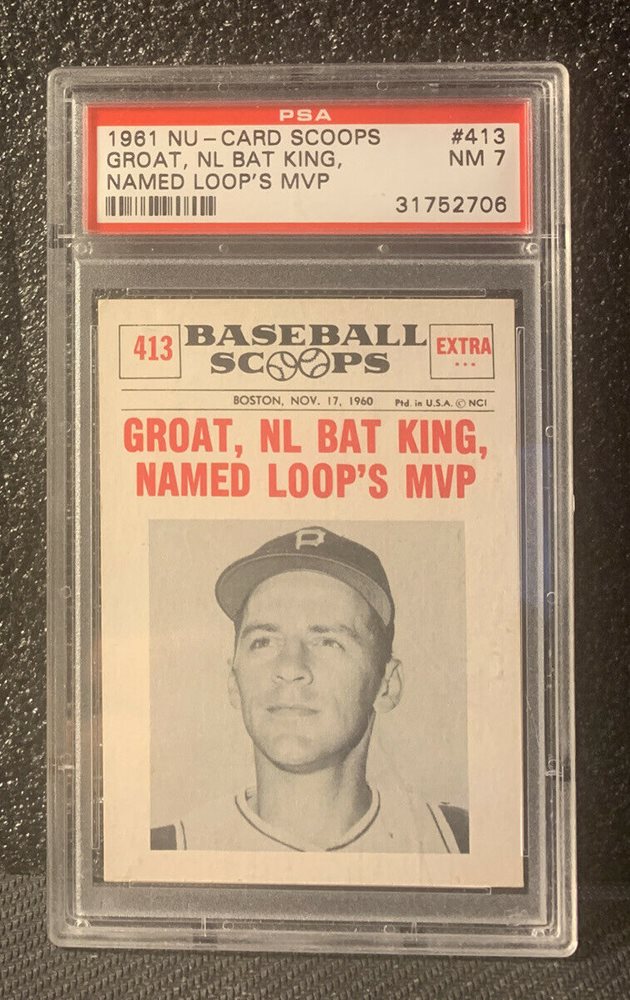 PSA
1961 NU-CARD SCOOPS #413
GROAT, NL BAT KING, NM 7
NAMED LOOP'S MVP
31752706
413 BASEBALL EXTRA
SCOOPS ...
BOSTON, NOV. 17, 1960 Ptd. in U.S.A. © NCI
GROAT, NL BAT KING,
NAMED LOOP'S MVP
P